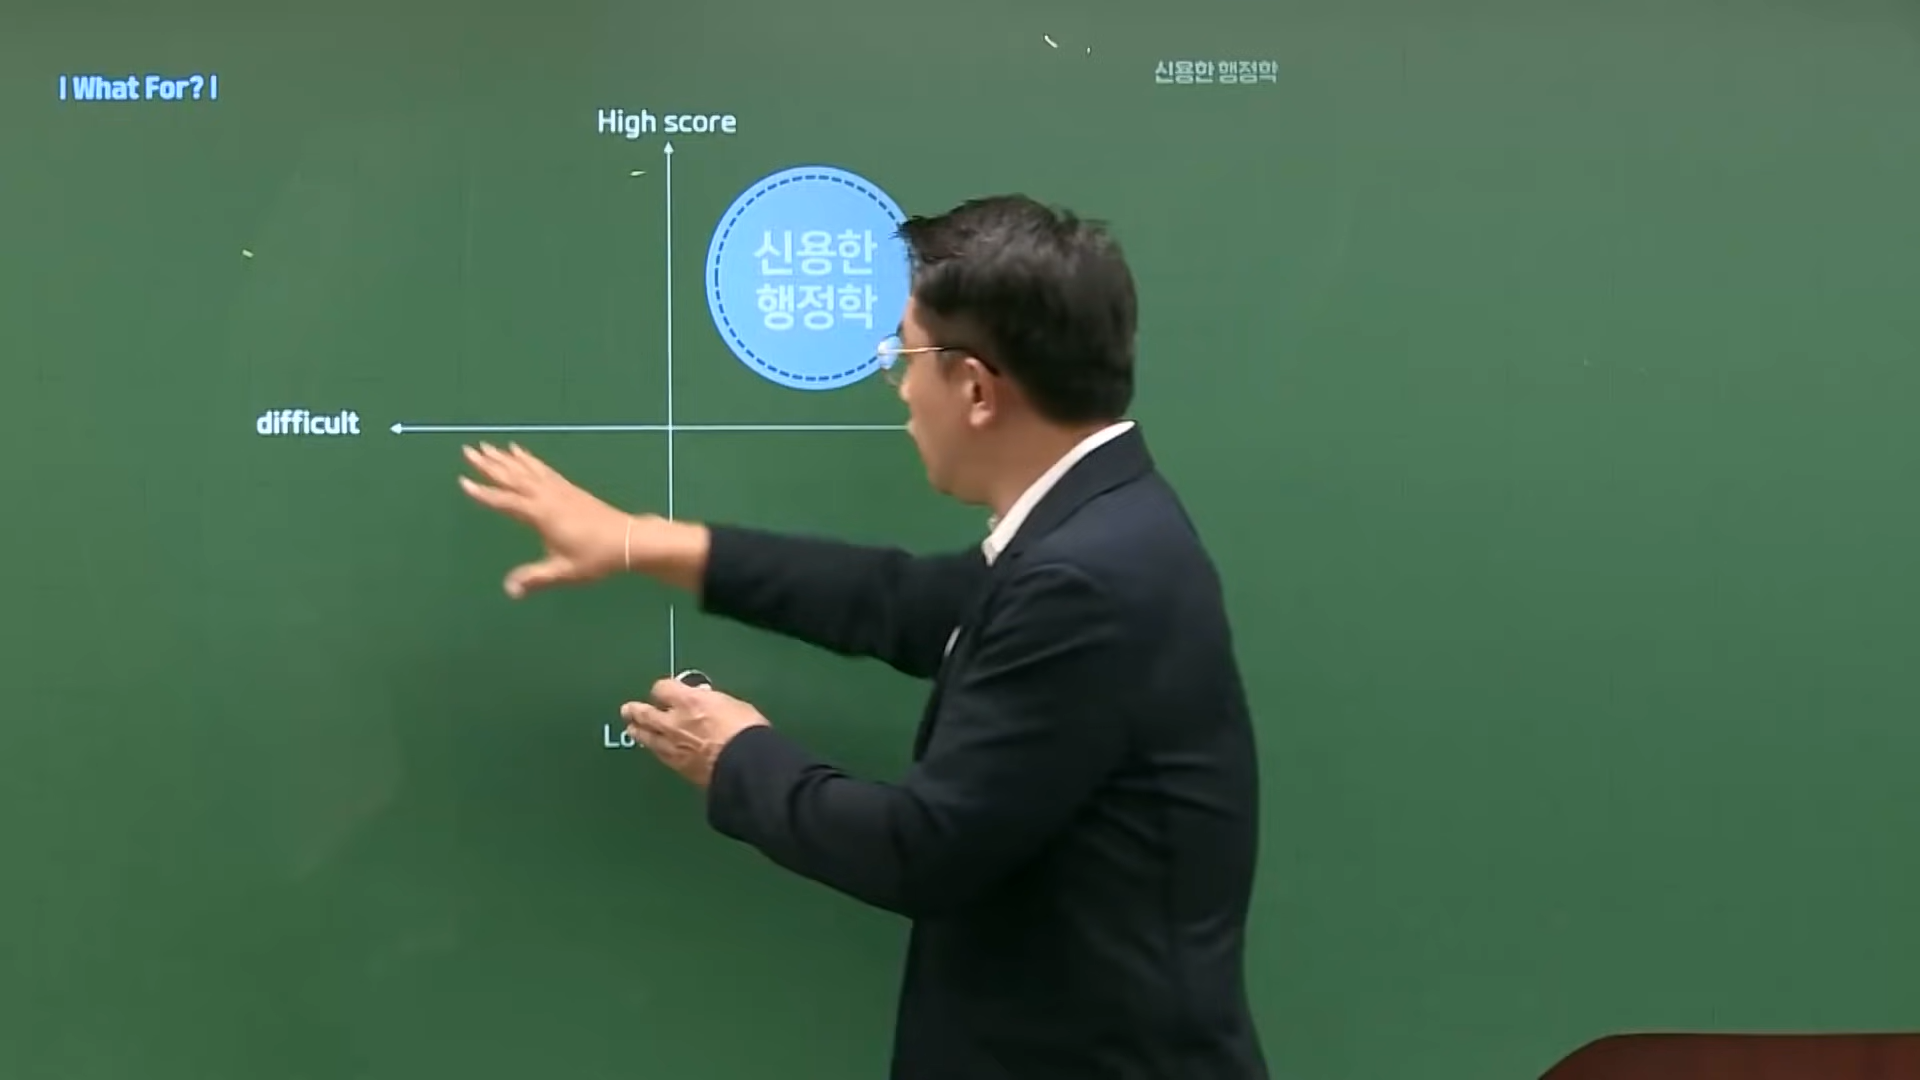 | What For? |
신용한 행정학
High score
신용한
행정학
difficult